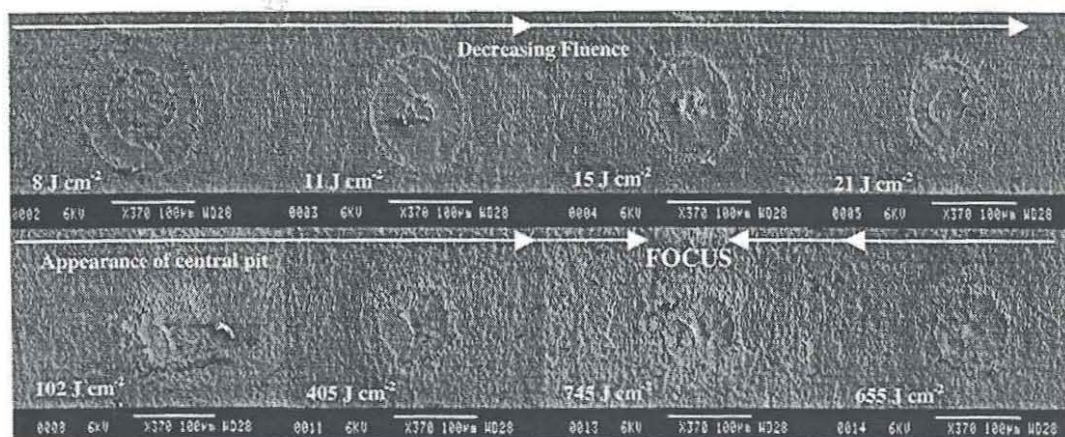 Decreasing Fluence
8 J cm-2
11 J cm-2
15 J cm-2
21 J cm-2
0002 6KV X370 100µm WD28
0003 6KV X370 100µm WD28
0004 6KV X370 100µm WD28
0005 6KV X370 100µm WD28
Appearance of central pit
FOCUS
102 J cm-2
405 J cm-2
745 J cm-2
655 J cm-2
0008 6KV X370 100µm WD28
0011 6KV X370 100µm WD28
0013 6KV X370 100µm WD28
0014 6KV X370 100µm WD28